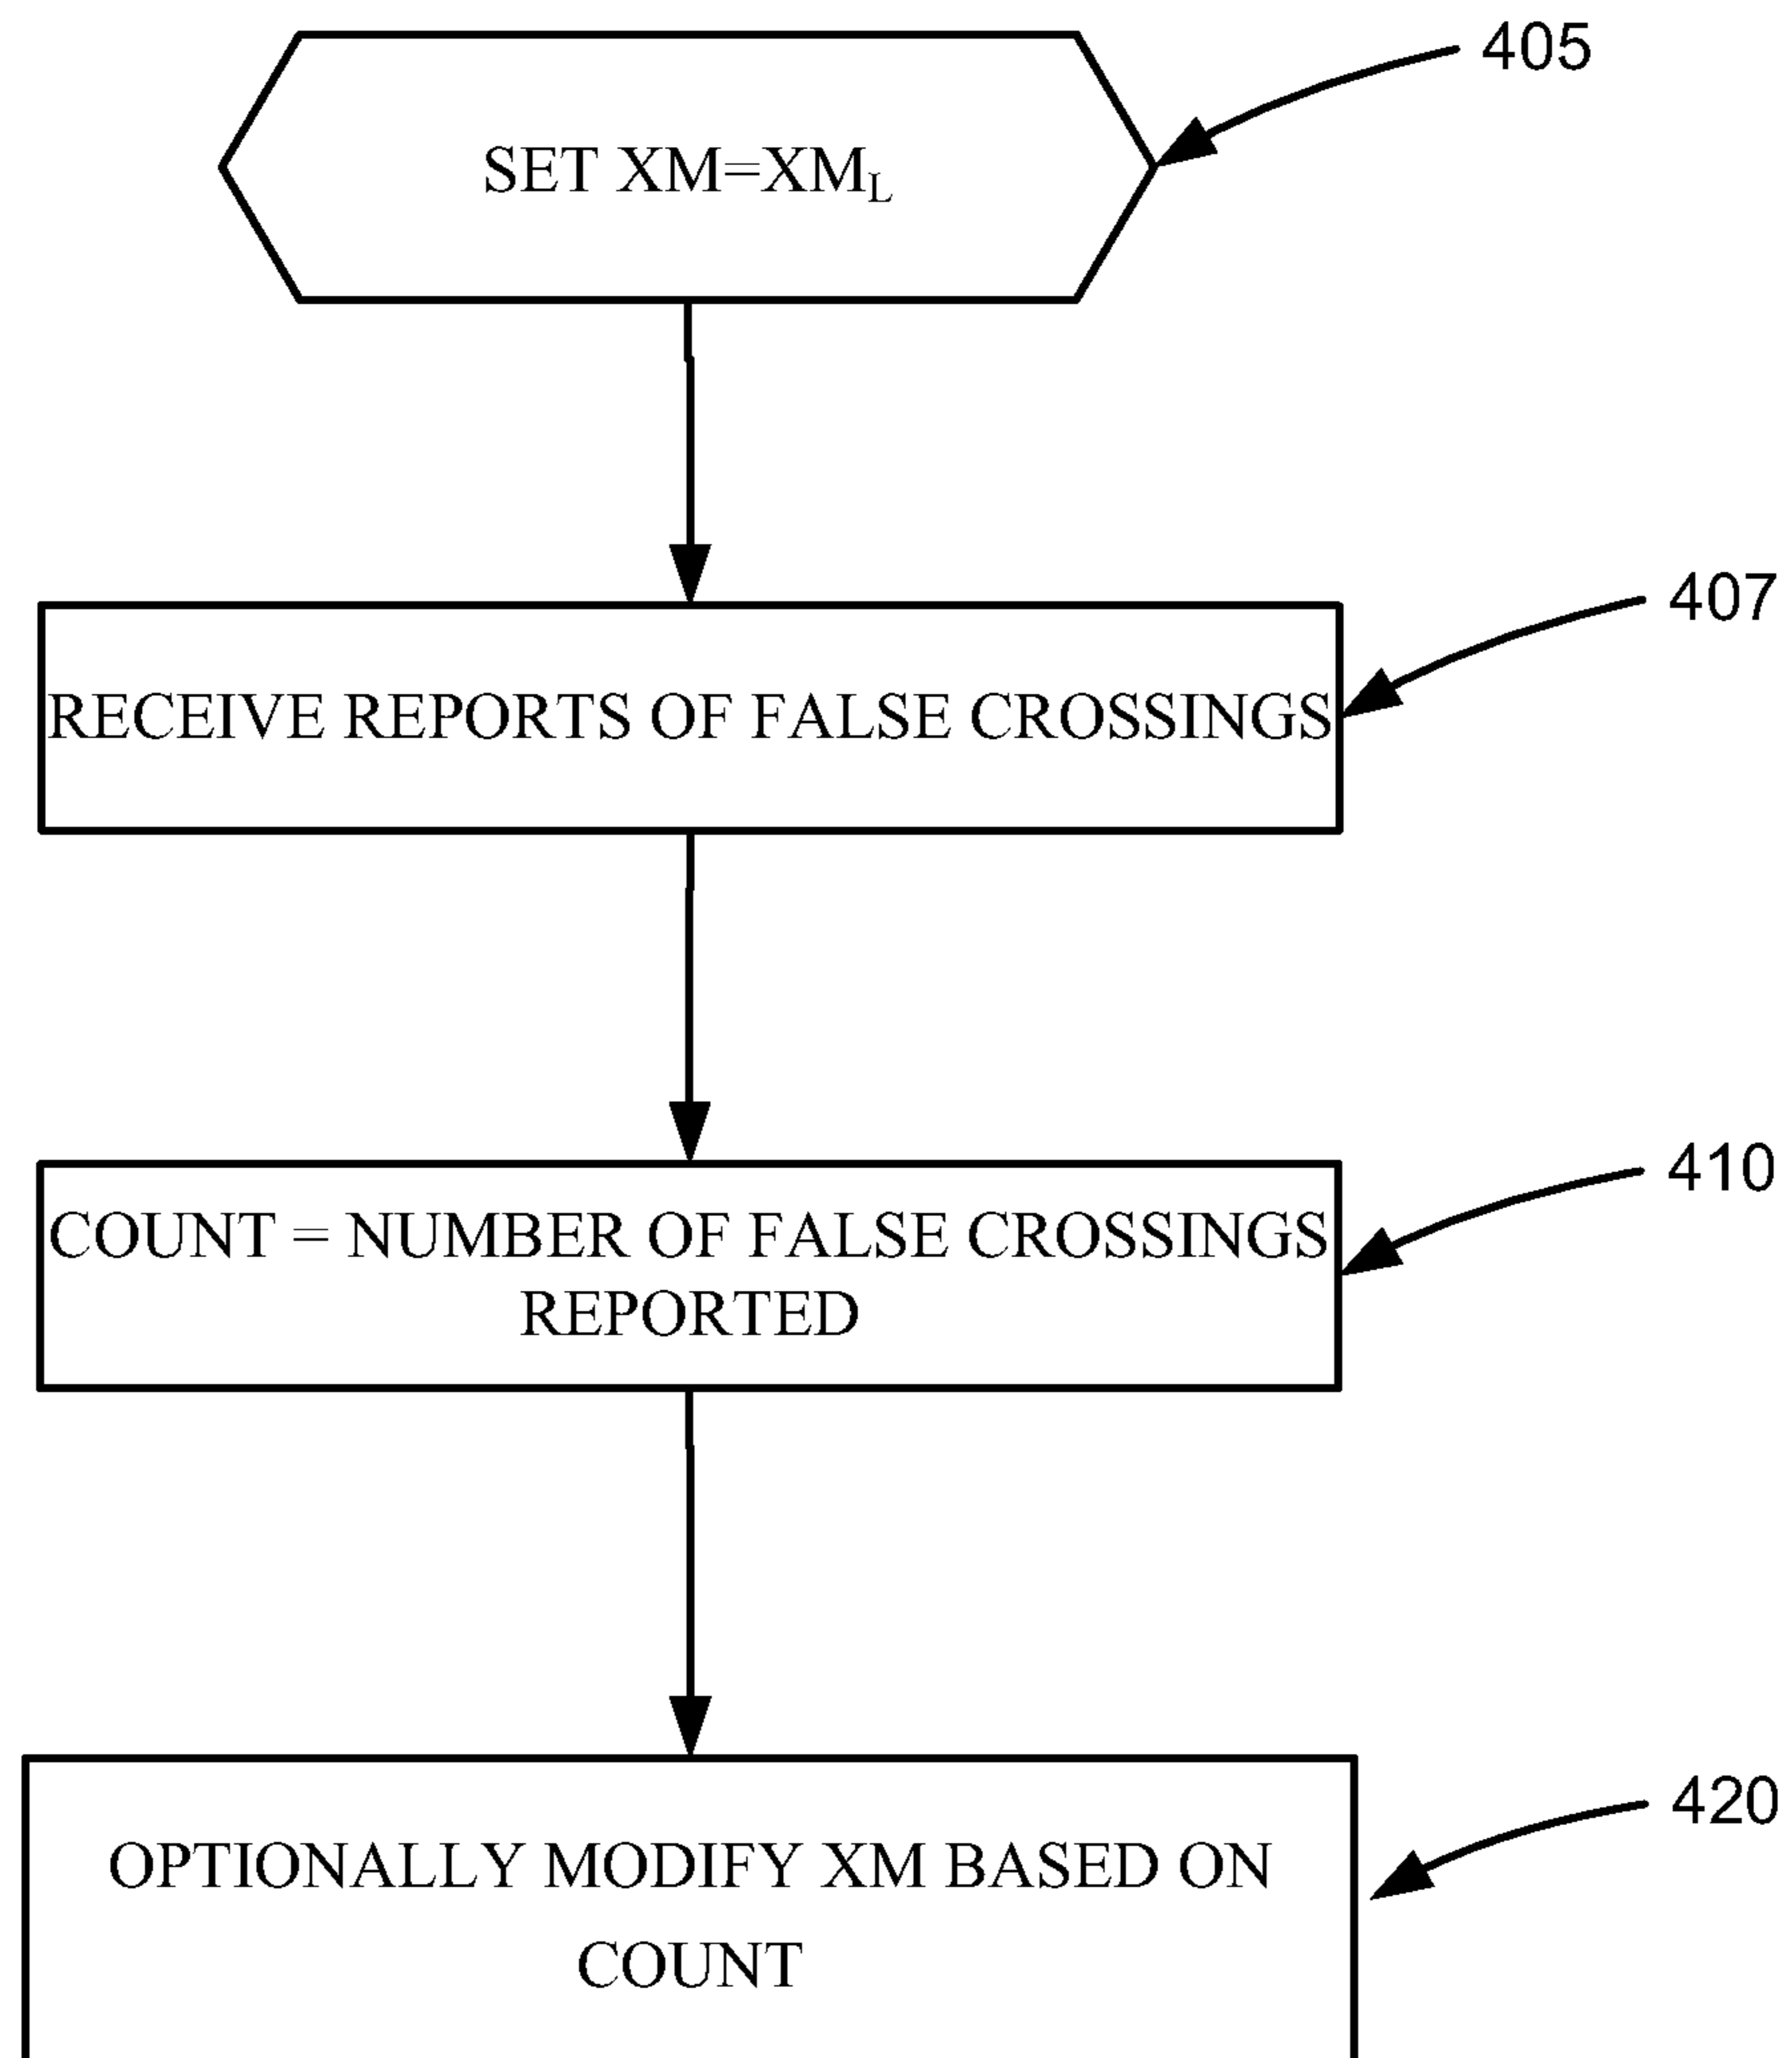 405
SET XM=XML
407
RECEIVE REPORTS OF FALSE CROSSINGS
410
COUNT = NUMBER OF FALSE CROSSINGS
REPORTED
420
OPTIONALLY MODIFY XM BASED ON
COUNT